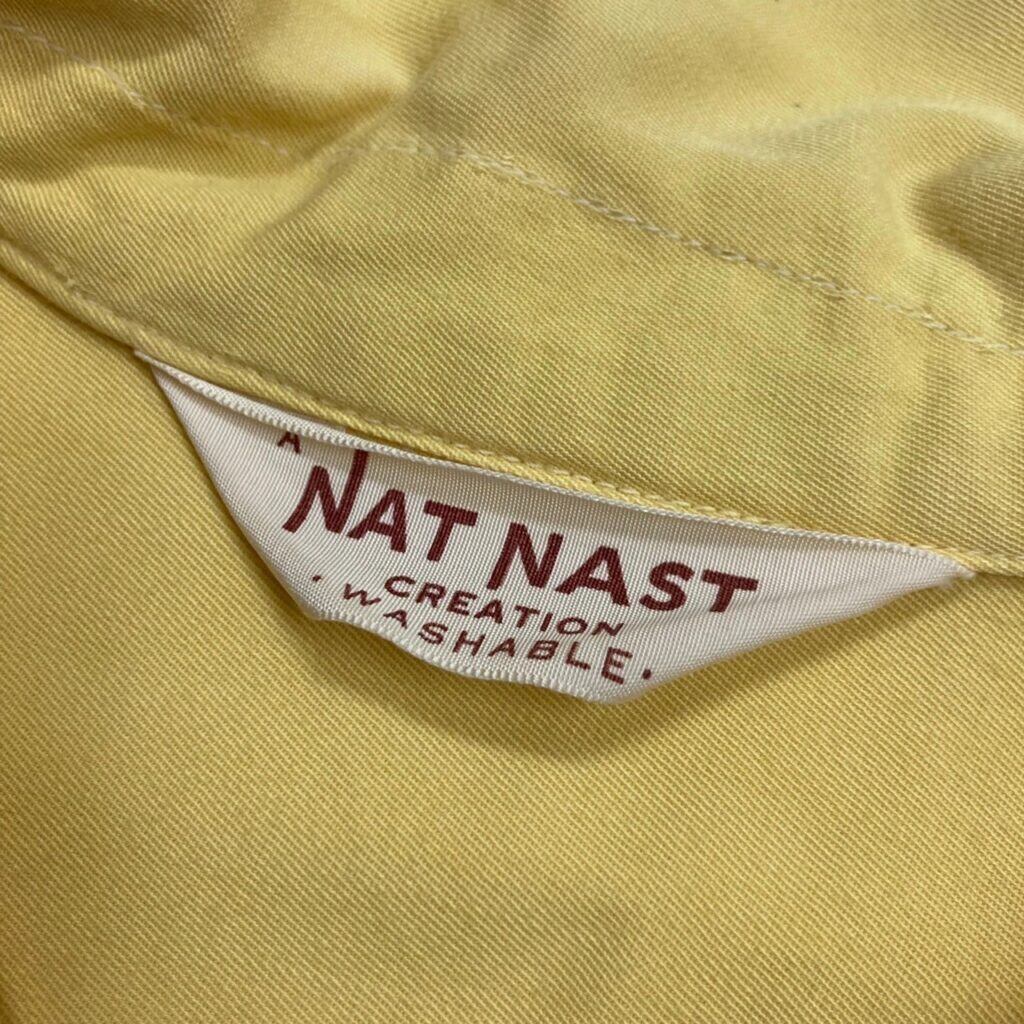 A
NAT NAST
CREATION
• WASHABLE •